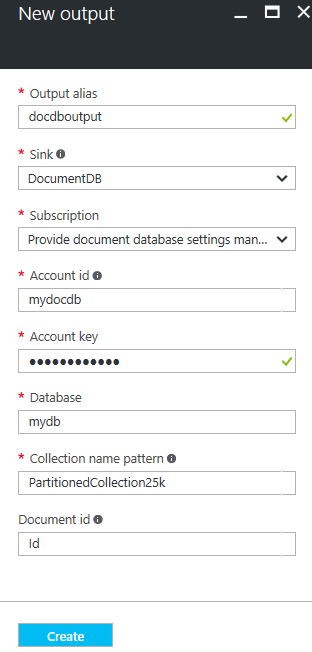 New output
* Output alias
docdboutput
* Sink
DocumentDB
* Subscription
Provide document database settings man...
* Account id
mydocdb
* Account key
●●●●●●●●●●●●
* Database
mydb
* Collection name pattern
PartitionedCollection25k
Document id
Id
Create